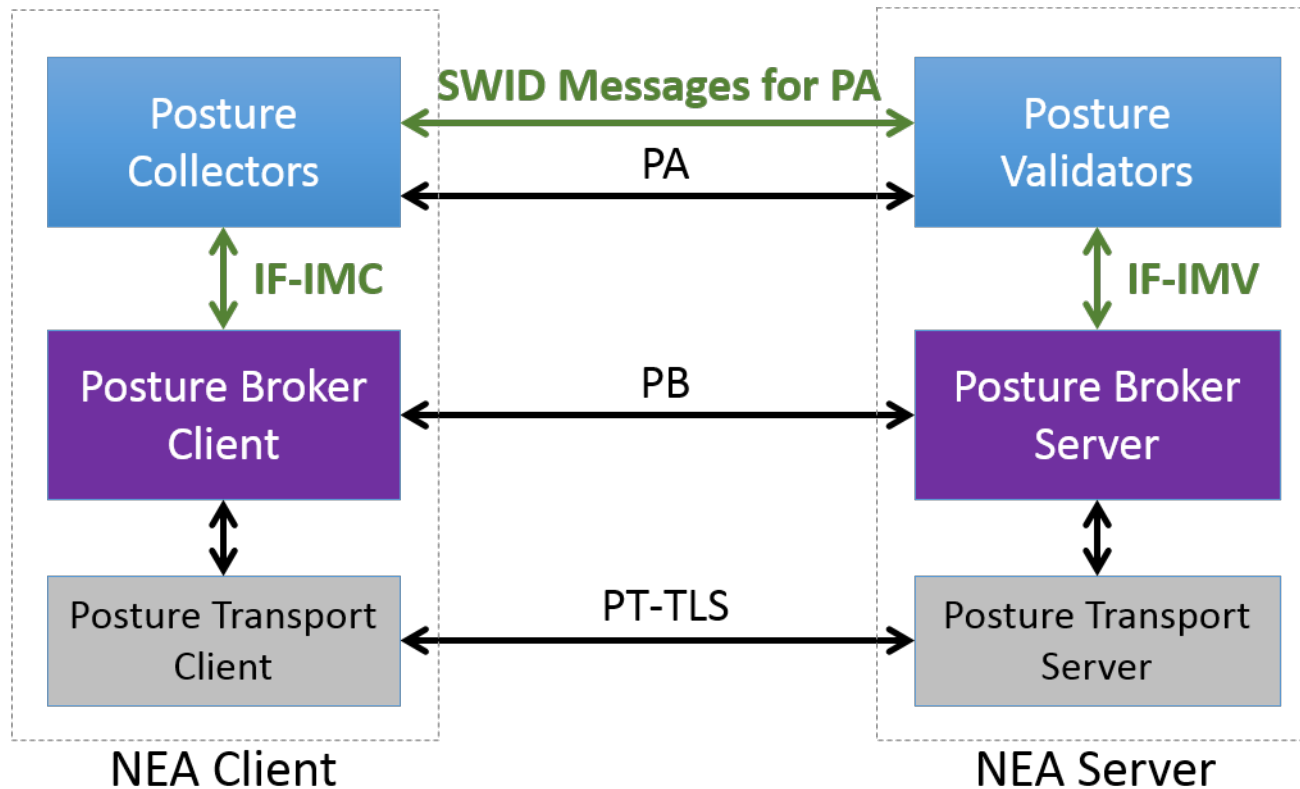 SWID Messages for PA
Posture
Collectors
Posture
Validators
PA
IF-IMC
IF-IMV
Posture Broker
Client
PB
Posture Broker
Server
Posture Transport
Client
PT-TLS
Posture Transport
Server
NEA Client
NEA Server